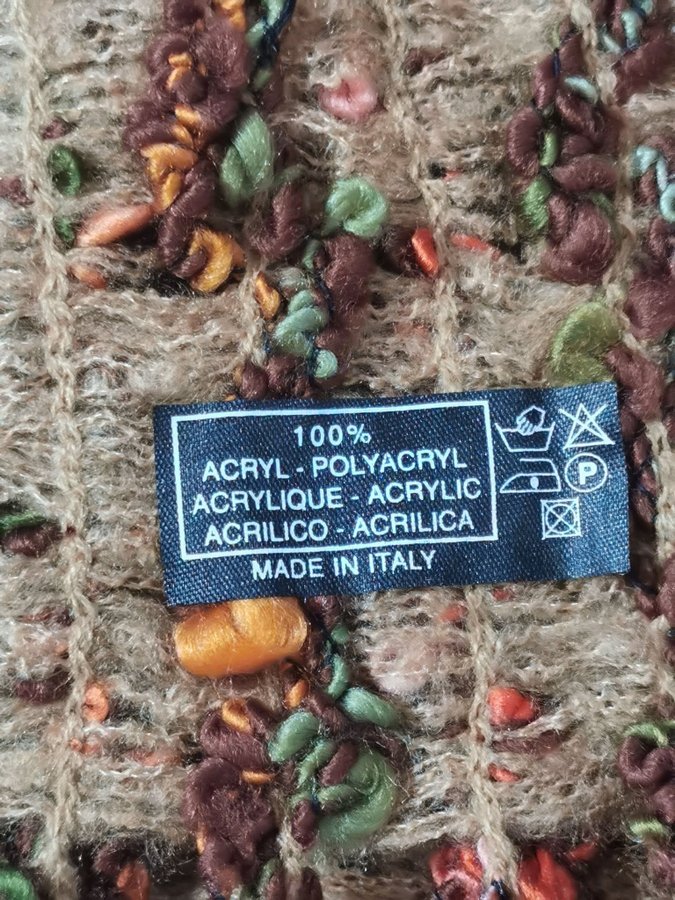 100%
ACRYL - POLYACRYL
ACRYLIQUE - ACRYLIC
ACRILICO - ACRILICA
MADE IN ITALY
P